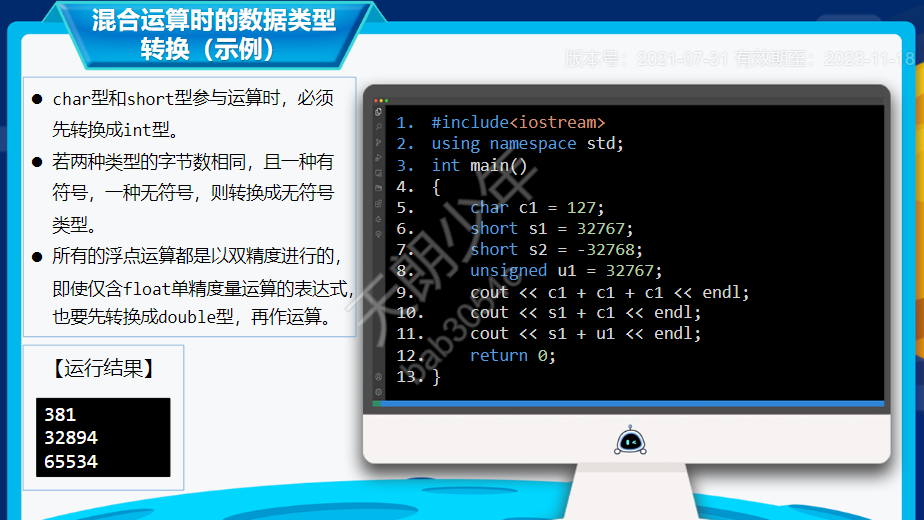 混合运算时的数据类型
转换（示例）
版本号：2021-07-31 有效期至：2023-11-18
● char型和short型参与运算时，必须
先转换成int型。
● 若两种类型的字节数相同，且一种有
符号，一种无符号，则转换成无符号
类型。
● 所有的浮点运算都是以双精度进行的，
即使仅含float单精度量运算的表达式，
也要先转换成double型，再作运算。
【运行结果】
381
32894
65534
1. #include<iostream>
2. using namespace std;
3. int main()
4. {
5. char c1 = 127;
6. short s1 = 32767;
7. short s2 = -32768;
8. unsigned u1 = 32767;
9. cout << c1 + c1 + c1 << endl;
10. cout << s1 + c1 << endl;
11. cout << s1 + u1 << endl;
12. return 0;
13. }
天朗少年